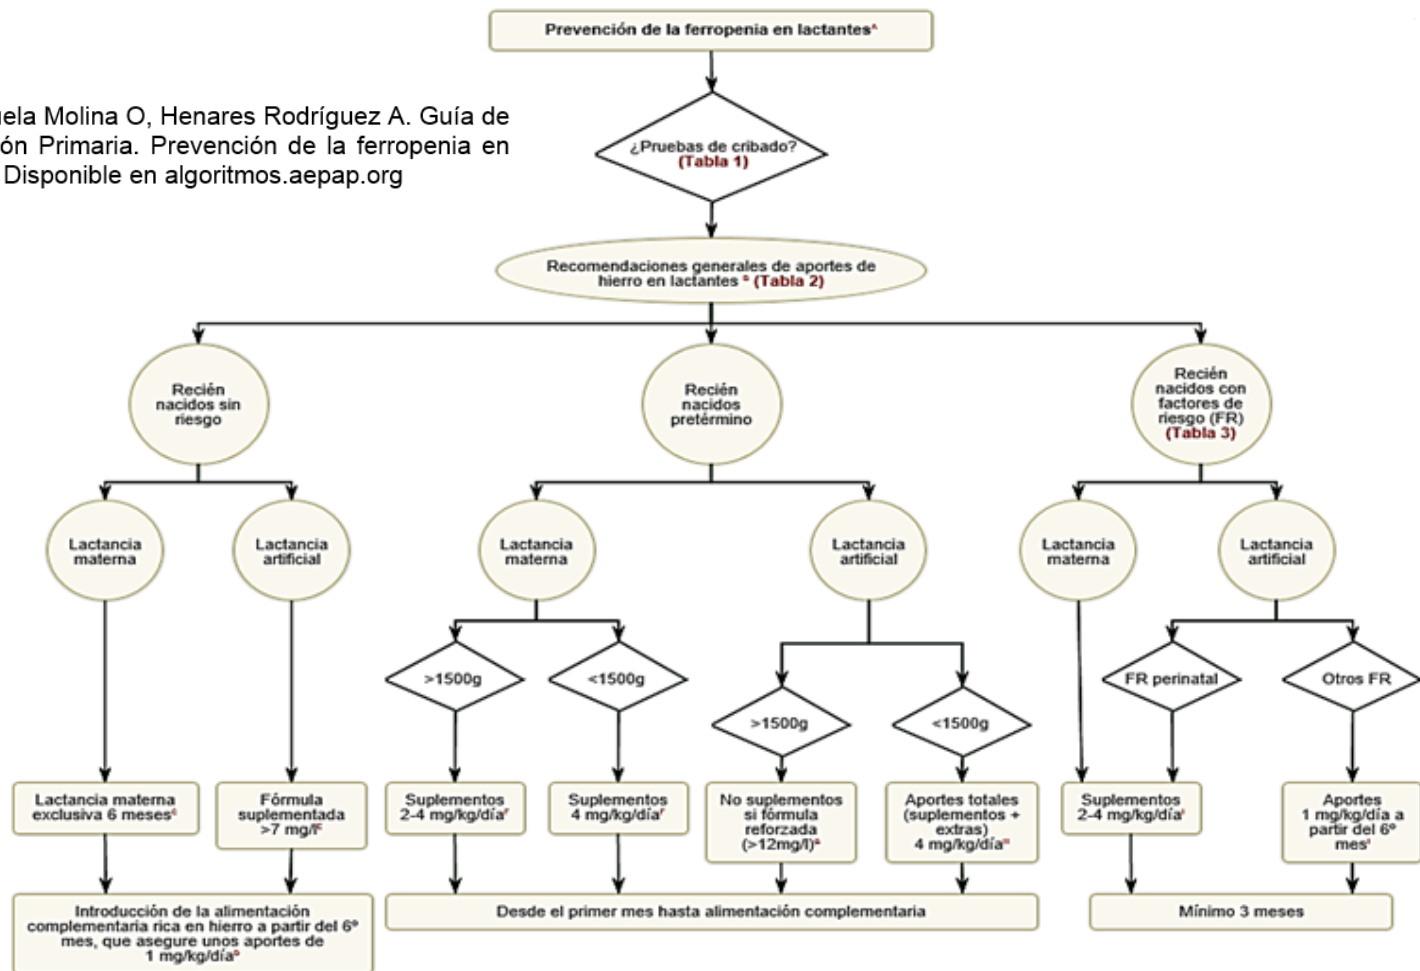 Prevención de la ferropenia en lactantes
uela Molina O, Henares Rodríguez A. Guía de
ón Primaria. Prevención de la ferropenia en
Disponible en algoritmos.aepap.org
¿Pruebas de cribado?
(Tabla 1)
Recomendaciones generales de aportes de
hierro en lactantes (Tabla 2)
Recién
nacidos sin
riesgo
Recién
nacidos
pretérmino
Recién
nacidos con
factores de
riesgo (FR)
(Tabla 3)
Lactancia
materna
Lactancia
artificial
Lactancia
materna
Lactancia
artificial
Lactancia
materna
Lactancia
artificial
>1500g
<1500g
>1500g
<1500g
FR perinatal
Otros FR
Lactancia materna
exclusiva 6 meses
Fórmula
suplementada
>7 mg/l
Suplementos
2-4 mg/kg/día
Suplementos
4 mg/kg/día
No suplementos
si fórmula
reforzada
(>12mg/l)
Aportes totales
(suplementos +
extras)
4 mg/kg/día
Suplementos
2-4 mg/kg/día
Aportes
1 mg/kg/día a
partir del 6º
mes
Introducción de la alimentación
complementaria rica en hierro a partir del 6º
mes, que asegure unos aportes de
1 mg/kg/día
Desde el primer mes hasta alimentación complementaria
Mínimo 3 meses